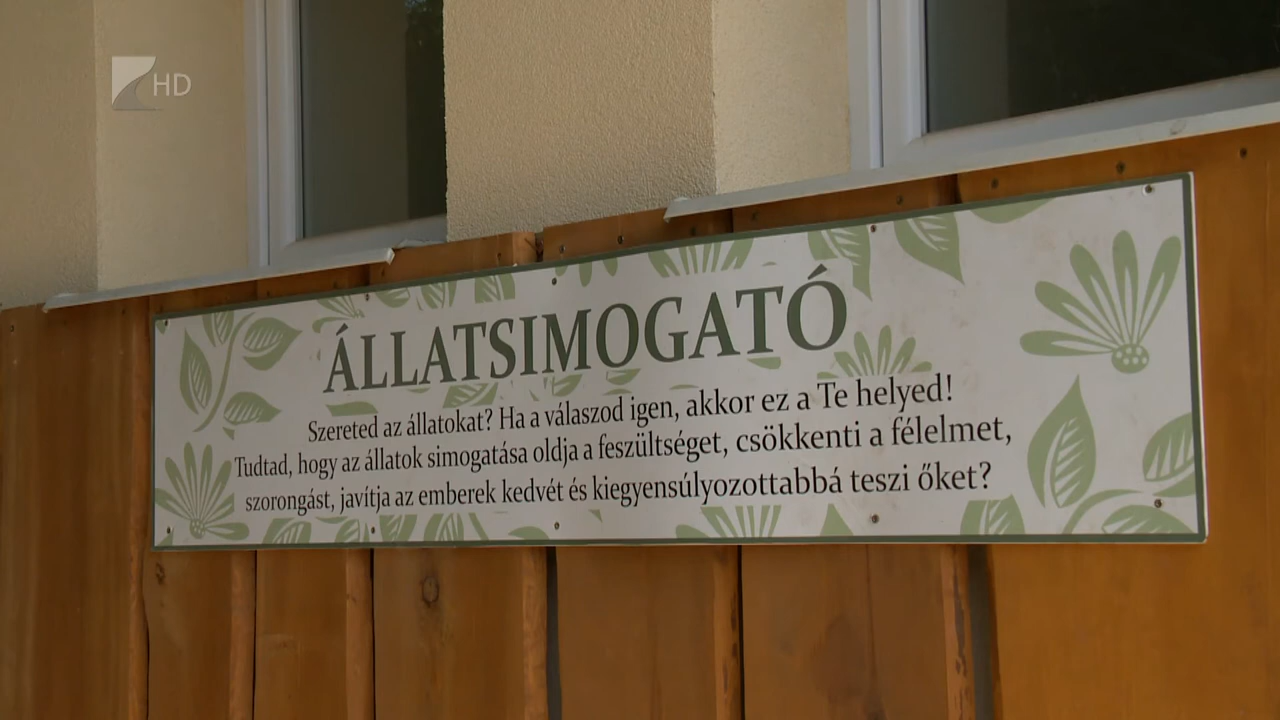 HD
ÁLLATSIMOGATÓ
Szereted az állatokat? Ha a válaszod igen, akkor ez a Te helyed!
Tudtad, hogy az állatok simogatása oldja a feszültséget, csökkenti a félelmet,
szorongást, javítja az emberek kedvét és kiegyensúlyozottabbá teszi őket?